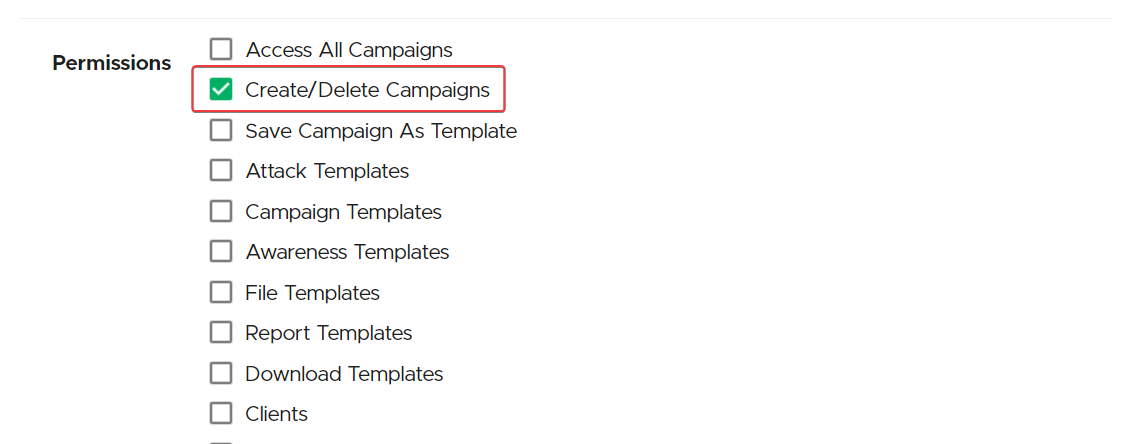 Permissions
Access All Campaigns
Create/Delete Campaigns
Save Campaign As Template
Attack Templates
Campaign Templates
Awareness Templates
File Templates
Report Templates
Download Templates
Clients